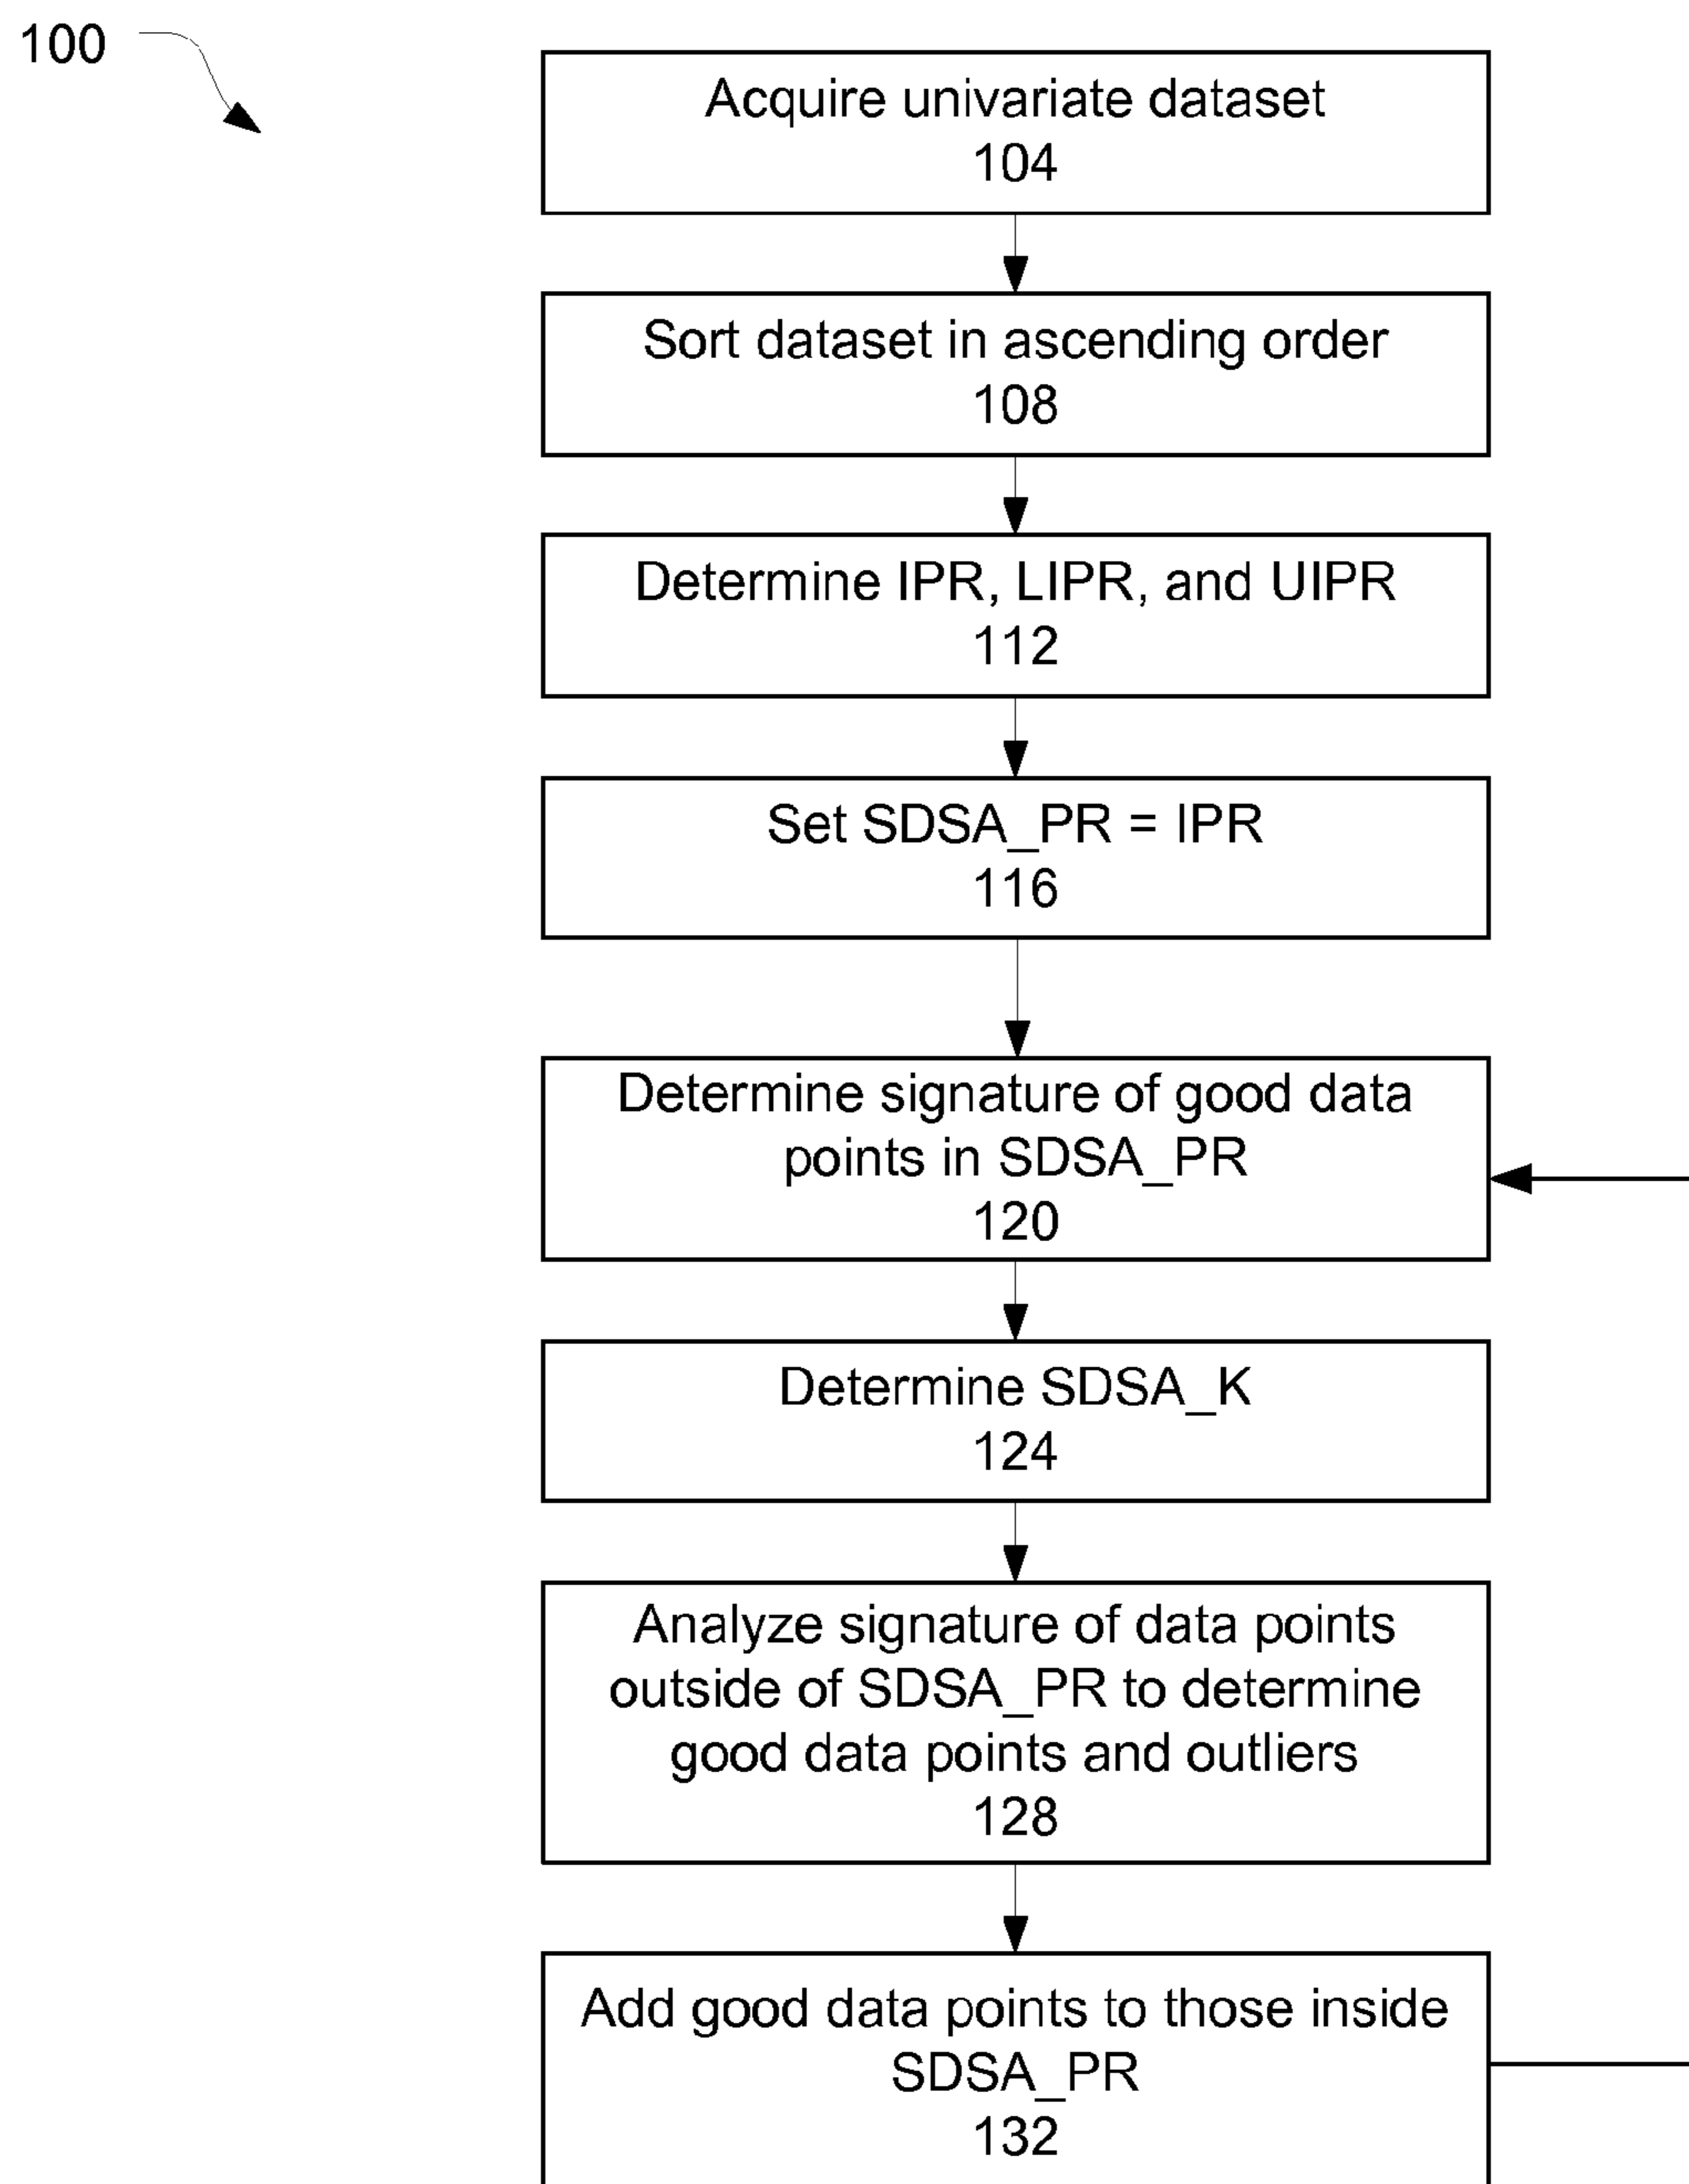 100
Acquire univariate dataset
104
Sort dataset in ascending order
108
Determine IPR, LIPR, and UIPR
112
Set SDSA_PR = IPR
116
Determine signature of good data
points in SDSA_PR
120
Determine SDSA_K
124
Analyze signature of data points
outside of SDSA_PR to determine
good data points and outliers
128
Add good data points to those inside
SDSA_PR
132